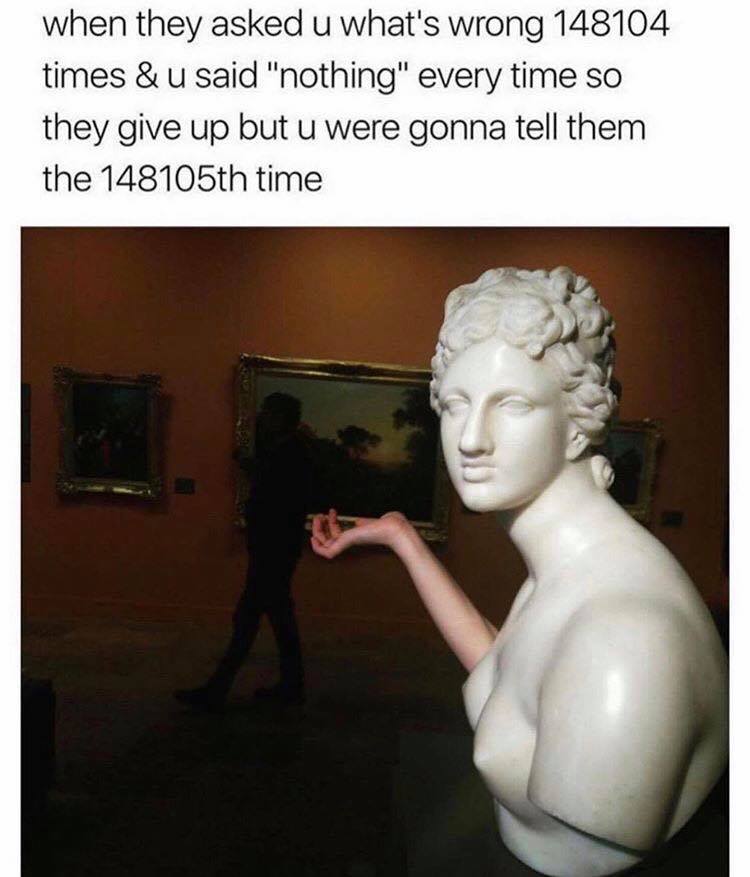 when they asked u what's wrong 148104
times & u said "nothing" every time so
they give up but u were gonna tell them
the 148105th time